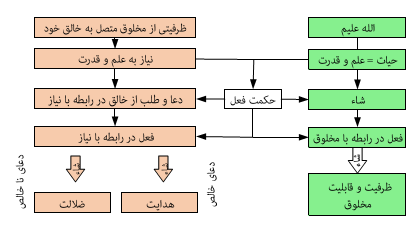 الله علیم
ظرفیتی از مخلوق متصل به خالق خود
حیات = علم و قدرت
نیاز به علم و قدرت
شاء
حکمت فعل
دعا و طلب از خالق در رابطه با نیاز
فعل در رابطه با مخلوق
فعل در رابطه با نیاز
ظرفیت و قابلیت
مخلوق
دعای خالص
هدایت
ضلالت
دعای نا خالص